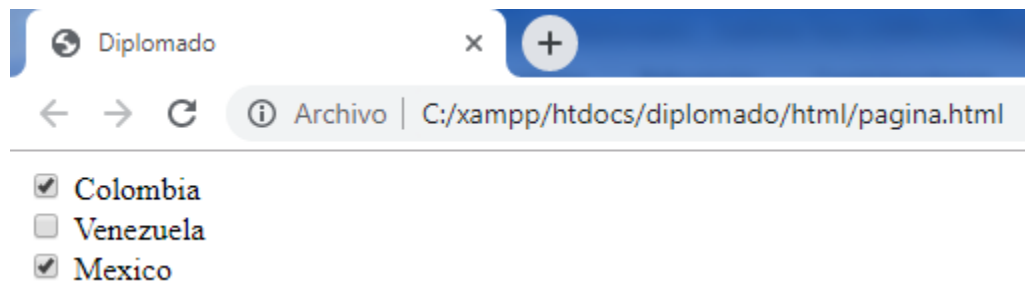 Diplomado
Archivo C:/xampp/htdocs/diplomado/html/pagina.html
Colombia
Venezuela
Mexico